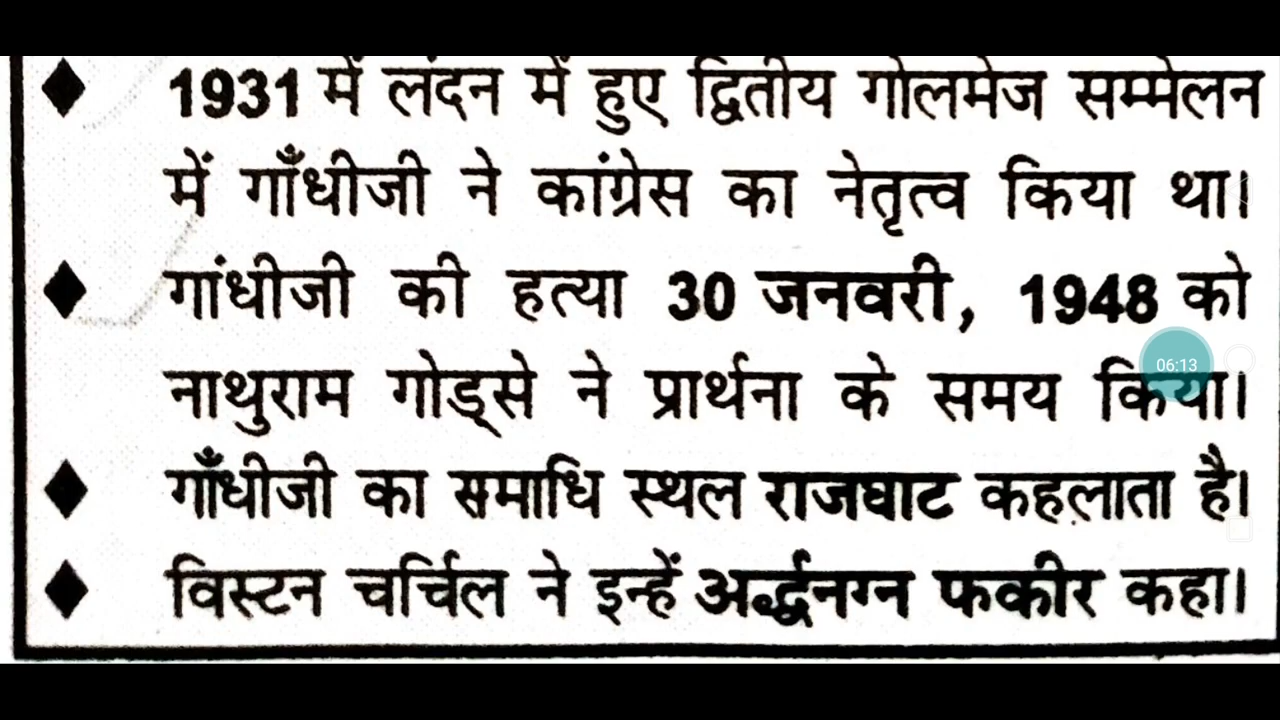 ♦ 1931 में लंदन में हुए द्वितीय गोलमेज सम्मेलन
में गाँधीजी ने कांग्रेस का नेतृत्व किया था।
♦ गांधीजी की हत्या 30 जनवरी, 1948 को
06:13
नाथुराम गोड्से ने प्रार्थना के समय किया।
♦ गाँधीजी का समाधि स्थल राजघाट कहलाता है।
♦ विस्टन चर्चिल ने इन्हें अर्द्धनग्न फकीर कहा।